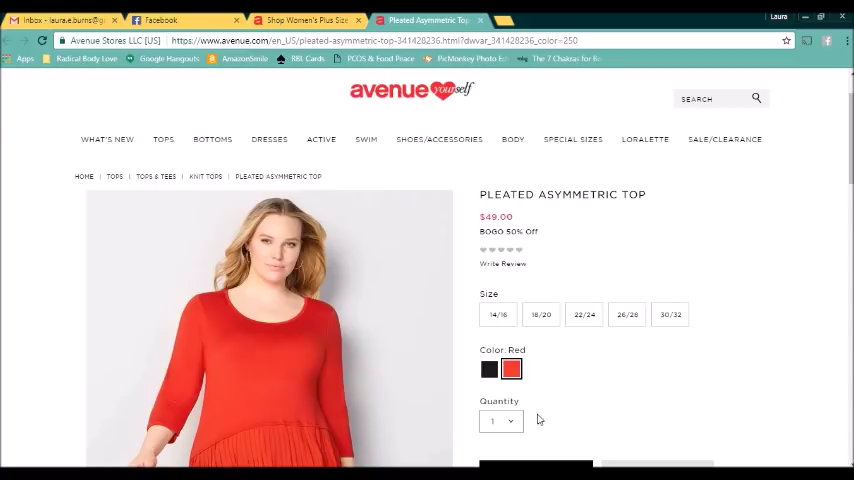 Inbox - laura.e.burns@g
Facebook
Shop Women's Plus Size
Pleated Asymmetric Top
Laura
Avenue Stores LLC [US]
https://www.avenue.com/en_US/pleated-asymmetric-top-341428236.html?dwvar_341428236_color=250
Apps
Radical Body Love
Google Hangouts
AmazonSmile
RBL Cards
PCOS & Food Peace
PicMonkey Photo
The 7 Chakras for Be
avenue yourself
SEARCH
WHAT'S NEW TOPS BOTTOMS DRESSES ACTIVE SWIM SHOES/ACCESSORIES BODY SPECIAL SIZES LORALETTE SALE/CLEARANCE
HOME | TOPS | TOPS & TEES | KNIT TOPS | PLEATED ASYMMETRIC TOP
PLEATED ASYMMETRIC TOP
$49.00
BOGO 50% Off
Write Review
Size
14/16 18/20 22/24 26/28 30/32
Color: Red
Quantity
1